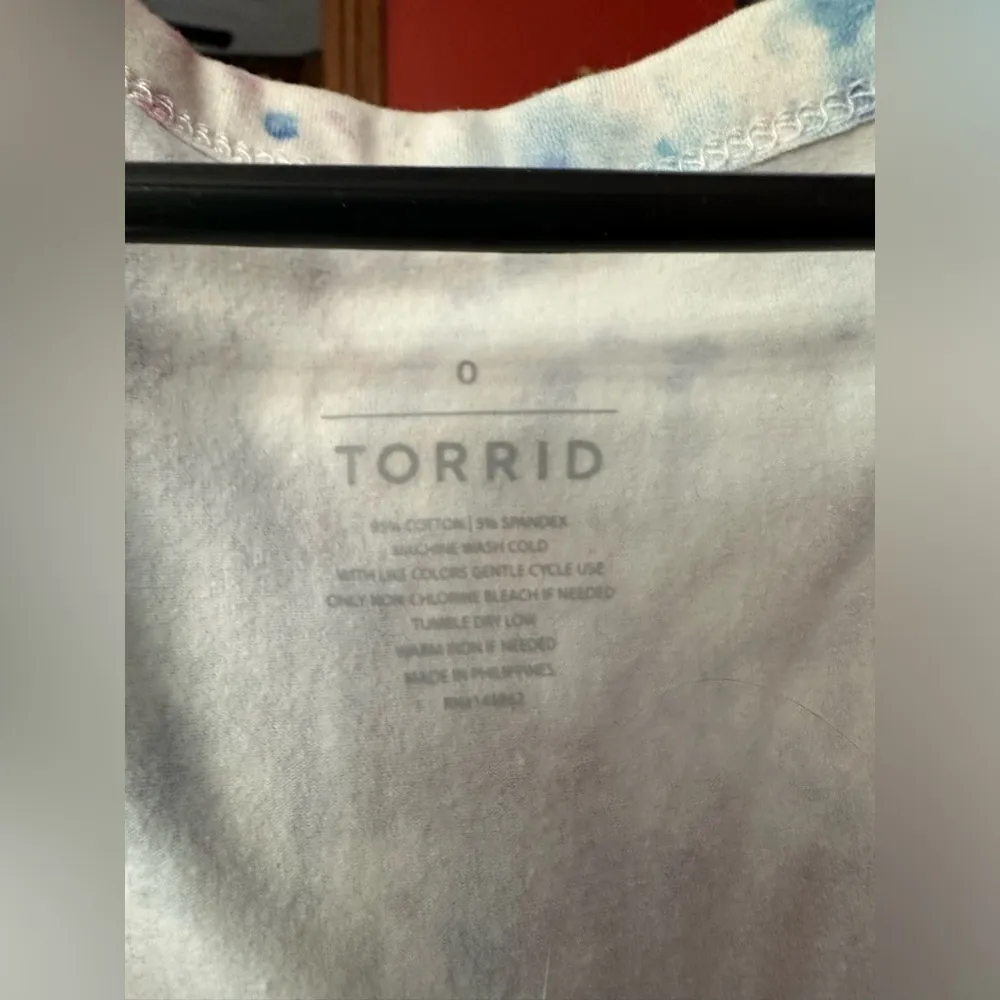 0
TORRID
95% COTTON | 5% SPANDEX
MACHINE WASH COLD
WITH LIKE COLORS GENTLE CYCLE USE
ONLY NON-CHLORINE BLEACH IF NEEDED
TUMBLE DRY LOW
WARM IRON IF NEEDED
MADE IN PHILIPPINES